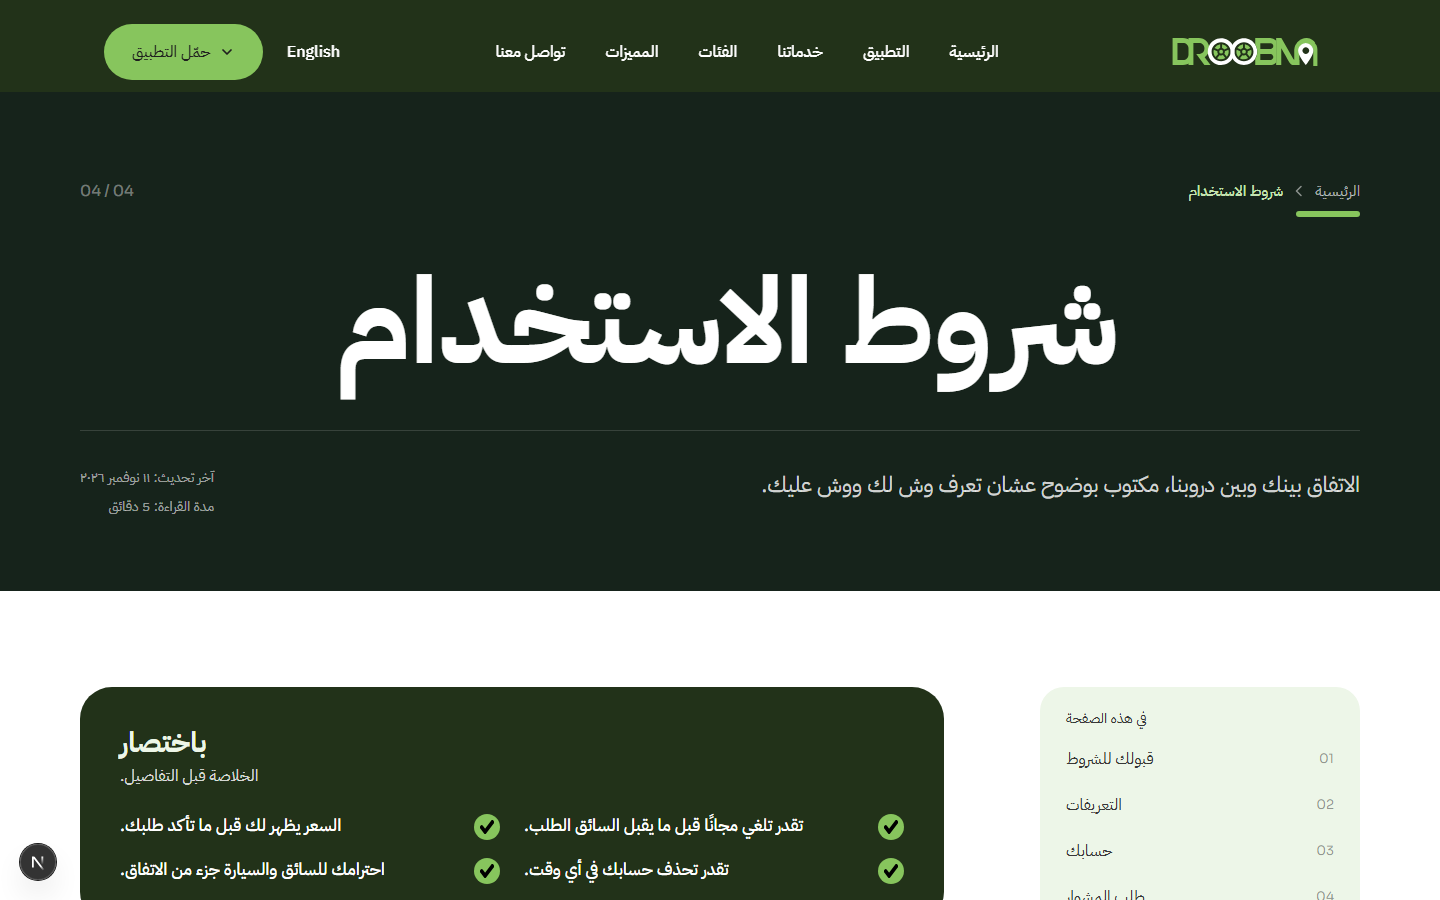 DROOBNA
الرئيسية
التطبيق
خدماتنا
الفئات
المميزات
تواصل معنا
English
حمّل التطبيق
الرئيسية > شروط الاستخدام
04 / 04
شروط الاستخدام
الاتفاق بينك وبين دروبنا، مكتوب بوضوح عشان تعرف وش لك ووش عليك.
آخر تحديث: ١١ نوفمبر ٢٠٢٦
مدة القراءة: 5 دقائق
في هذه الصفحة
01 قبولك للشروط
02 التعريفات
03 حسابك
04 طلب المشوار
باختصار
الخلاصة قبل التفاصيل.
تقدر تلغي مجانًا قبل ما يقبل السائق الطلب.
السعر يظهر لك قبل ما تأكد طلبك.
تقدر تحذف حسابك في أي وقت.
احترامك للسائق والسيارة جزء من الاتفاق.
N